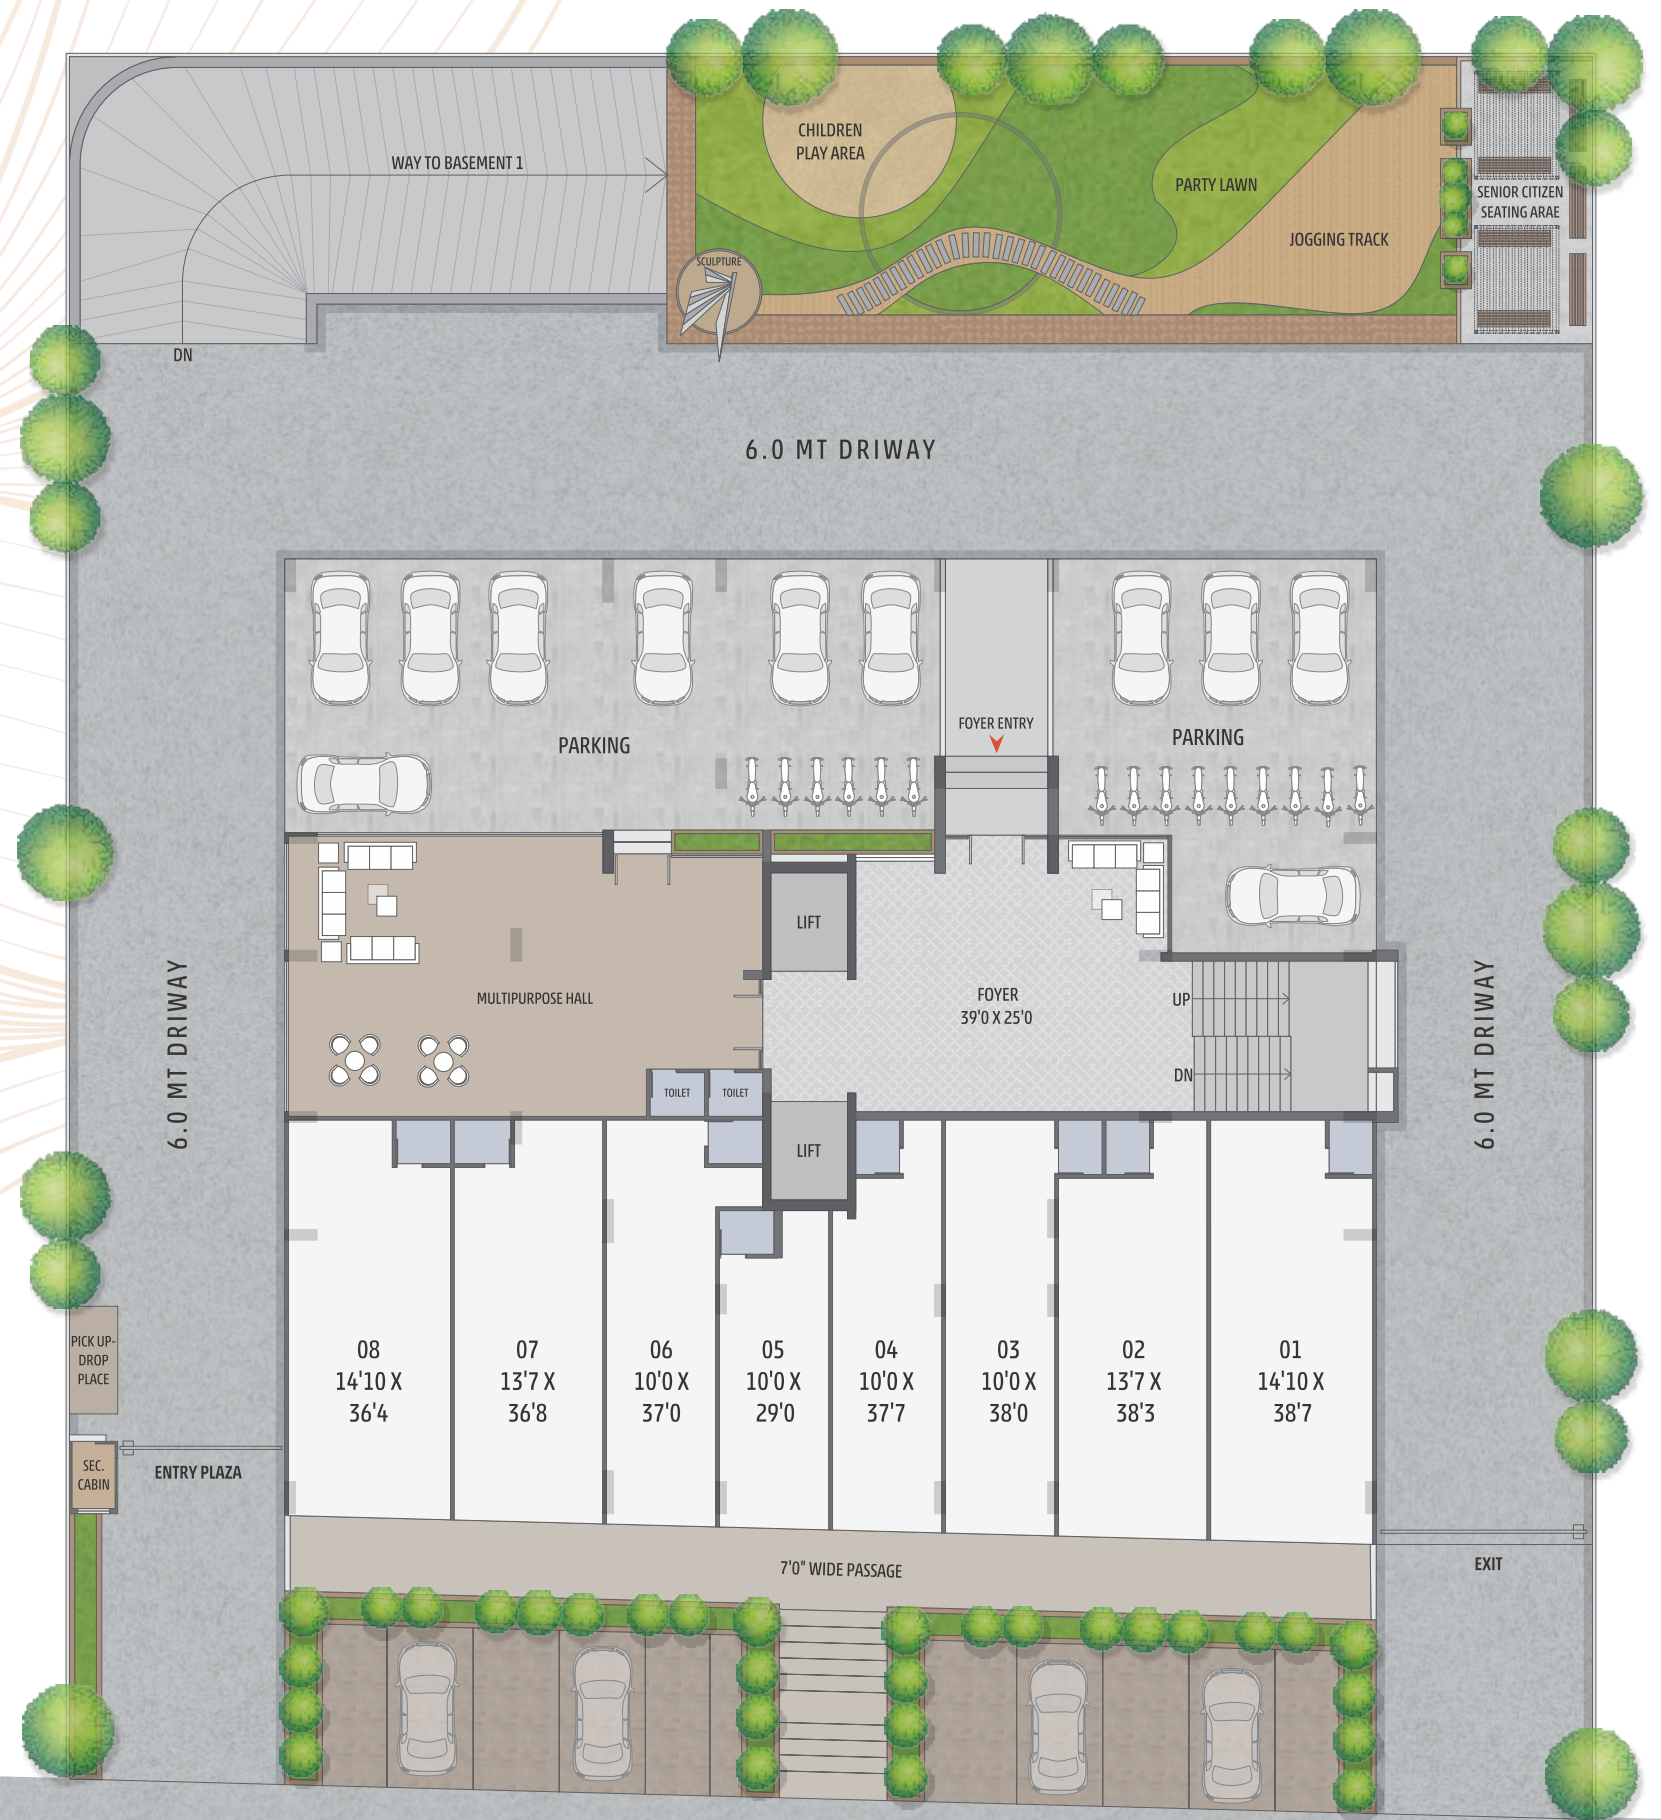 CHILDREN
PLAY AREA
WAY TO BASEMENT 1
PARTY LAWN
SENIOR CITIZEN
SEATING ARAE
JOGGING TRACK
SCULPTURE
DN
6.0 MT DRIWAY
FOYER ENTRY
PARKING
PARKING
LIFT
MULTIPURPOSE HALL
FOYER
39'0 X 25'0
UP
DN
6.0 MT DRIWAY
6.0 MT DRIWAY
TOILET
TOILET
LIFT
08
14'10 X
36'4
07
13'7 X
36'8
06
10'0 X
37'0
05
10'0 X
29'0
04
10'0 X
37'7
03
10'0 X
38'0
02
13'7 X
38'3
01
14'10 X
38'7
PICK UP-
DROP
PLACE
SEC.
CABIN
ENTRY PLAZA
7'0" WIDE PASSAGE
EXIT